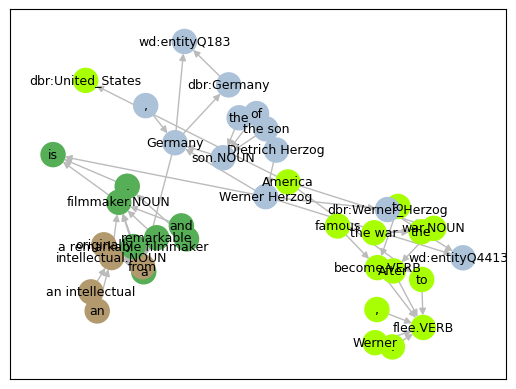 wd:entityQ183
dbr:United_States
dbr:Germany
,
the
of
the son
Germany
son.NOUN
Dietrich Herzog
is
America
.
filmmaker.NOUN
Werner Herzog
to
dbr:Werner_Herzog
famous
and
the war
the
war.NOUN
remarkable
originally
a remarkable filmmaker
intellectual.NOUN
wd:entityQ4413
from
a
become.VERB
After
to
an intellectual
an
,
flee.VERB
Werner
.